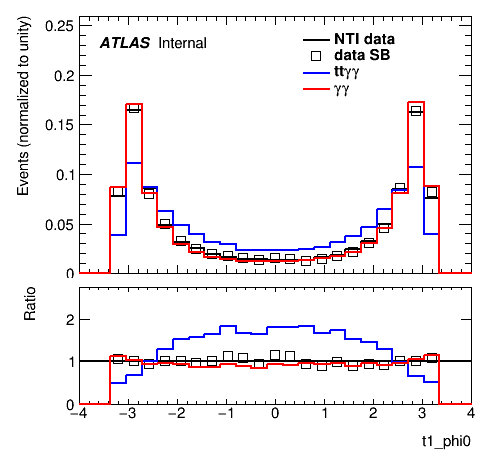 ATLAS Internal
NTI data
data SB
ttγγ
γγ
Events (normalized to unity)
0.25
0.2
0.15
0.1
0.05
0
Ratio
2
1
0
−4 −3 −2 −1 0 1 2 3 4
t1_phi0